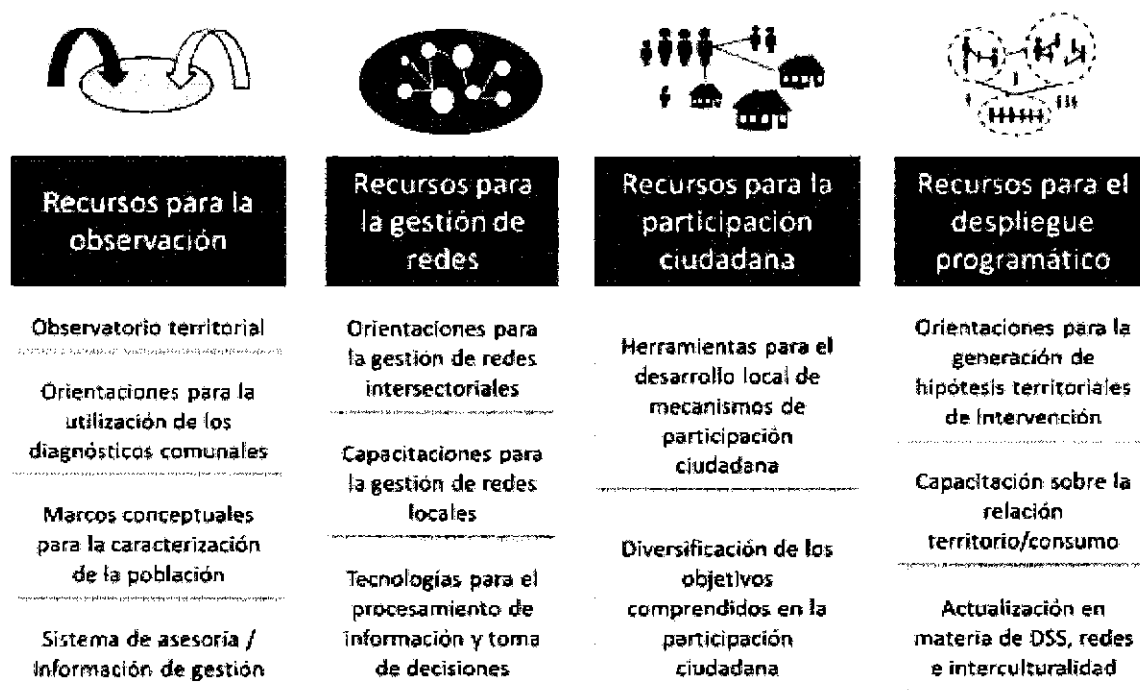 Recursos para la
observación
Observatorio territorial
Orientaciones para la
utilización de los
diagnósticos comunales
Marcos conceptuales
para la caracterización
de la población
Sistema de asesoría /
Información de gestión
Recursos para
la gestión de
redes
Orientaciones para
la gestión de redes
intersectoriales
Capacitaciones para
la gestión de redes
locales
Tecnologías para el
procesamiento de
información y toma
de decisiones
Recursos para la
participación
ciudadana
Herramientas para el
desarrollo local de
mecanismos de
participación
ciudadana
Diversificación de los
objetivos
comprendidos en la
participación
ciudadana
Recursos para el
despliegue
programático
Orientaciones para la
generación de
hipótesis territoriales
de Intervención
Capacitación sobre la
relación
territorio/consumo
Actualización en
materia de DSS, redes
e interculturalidad